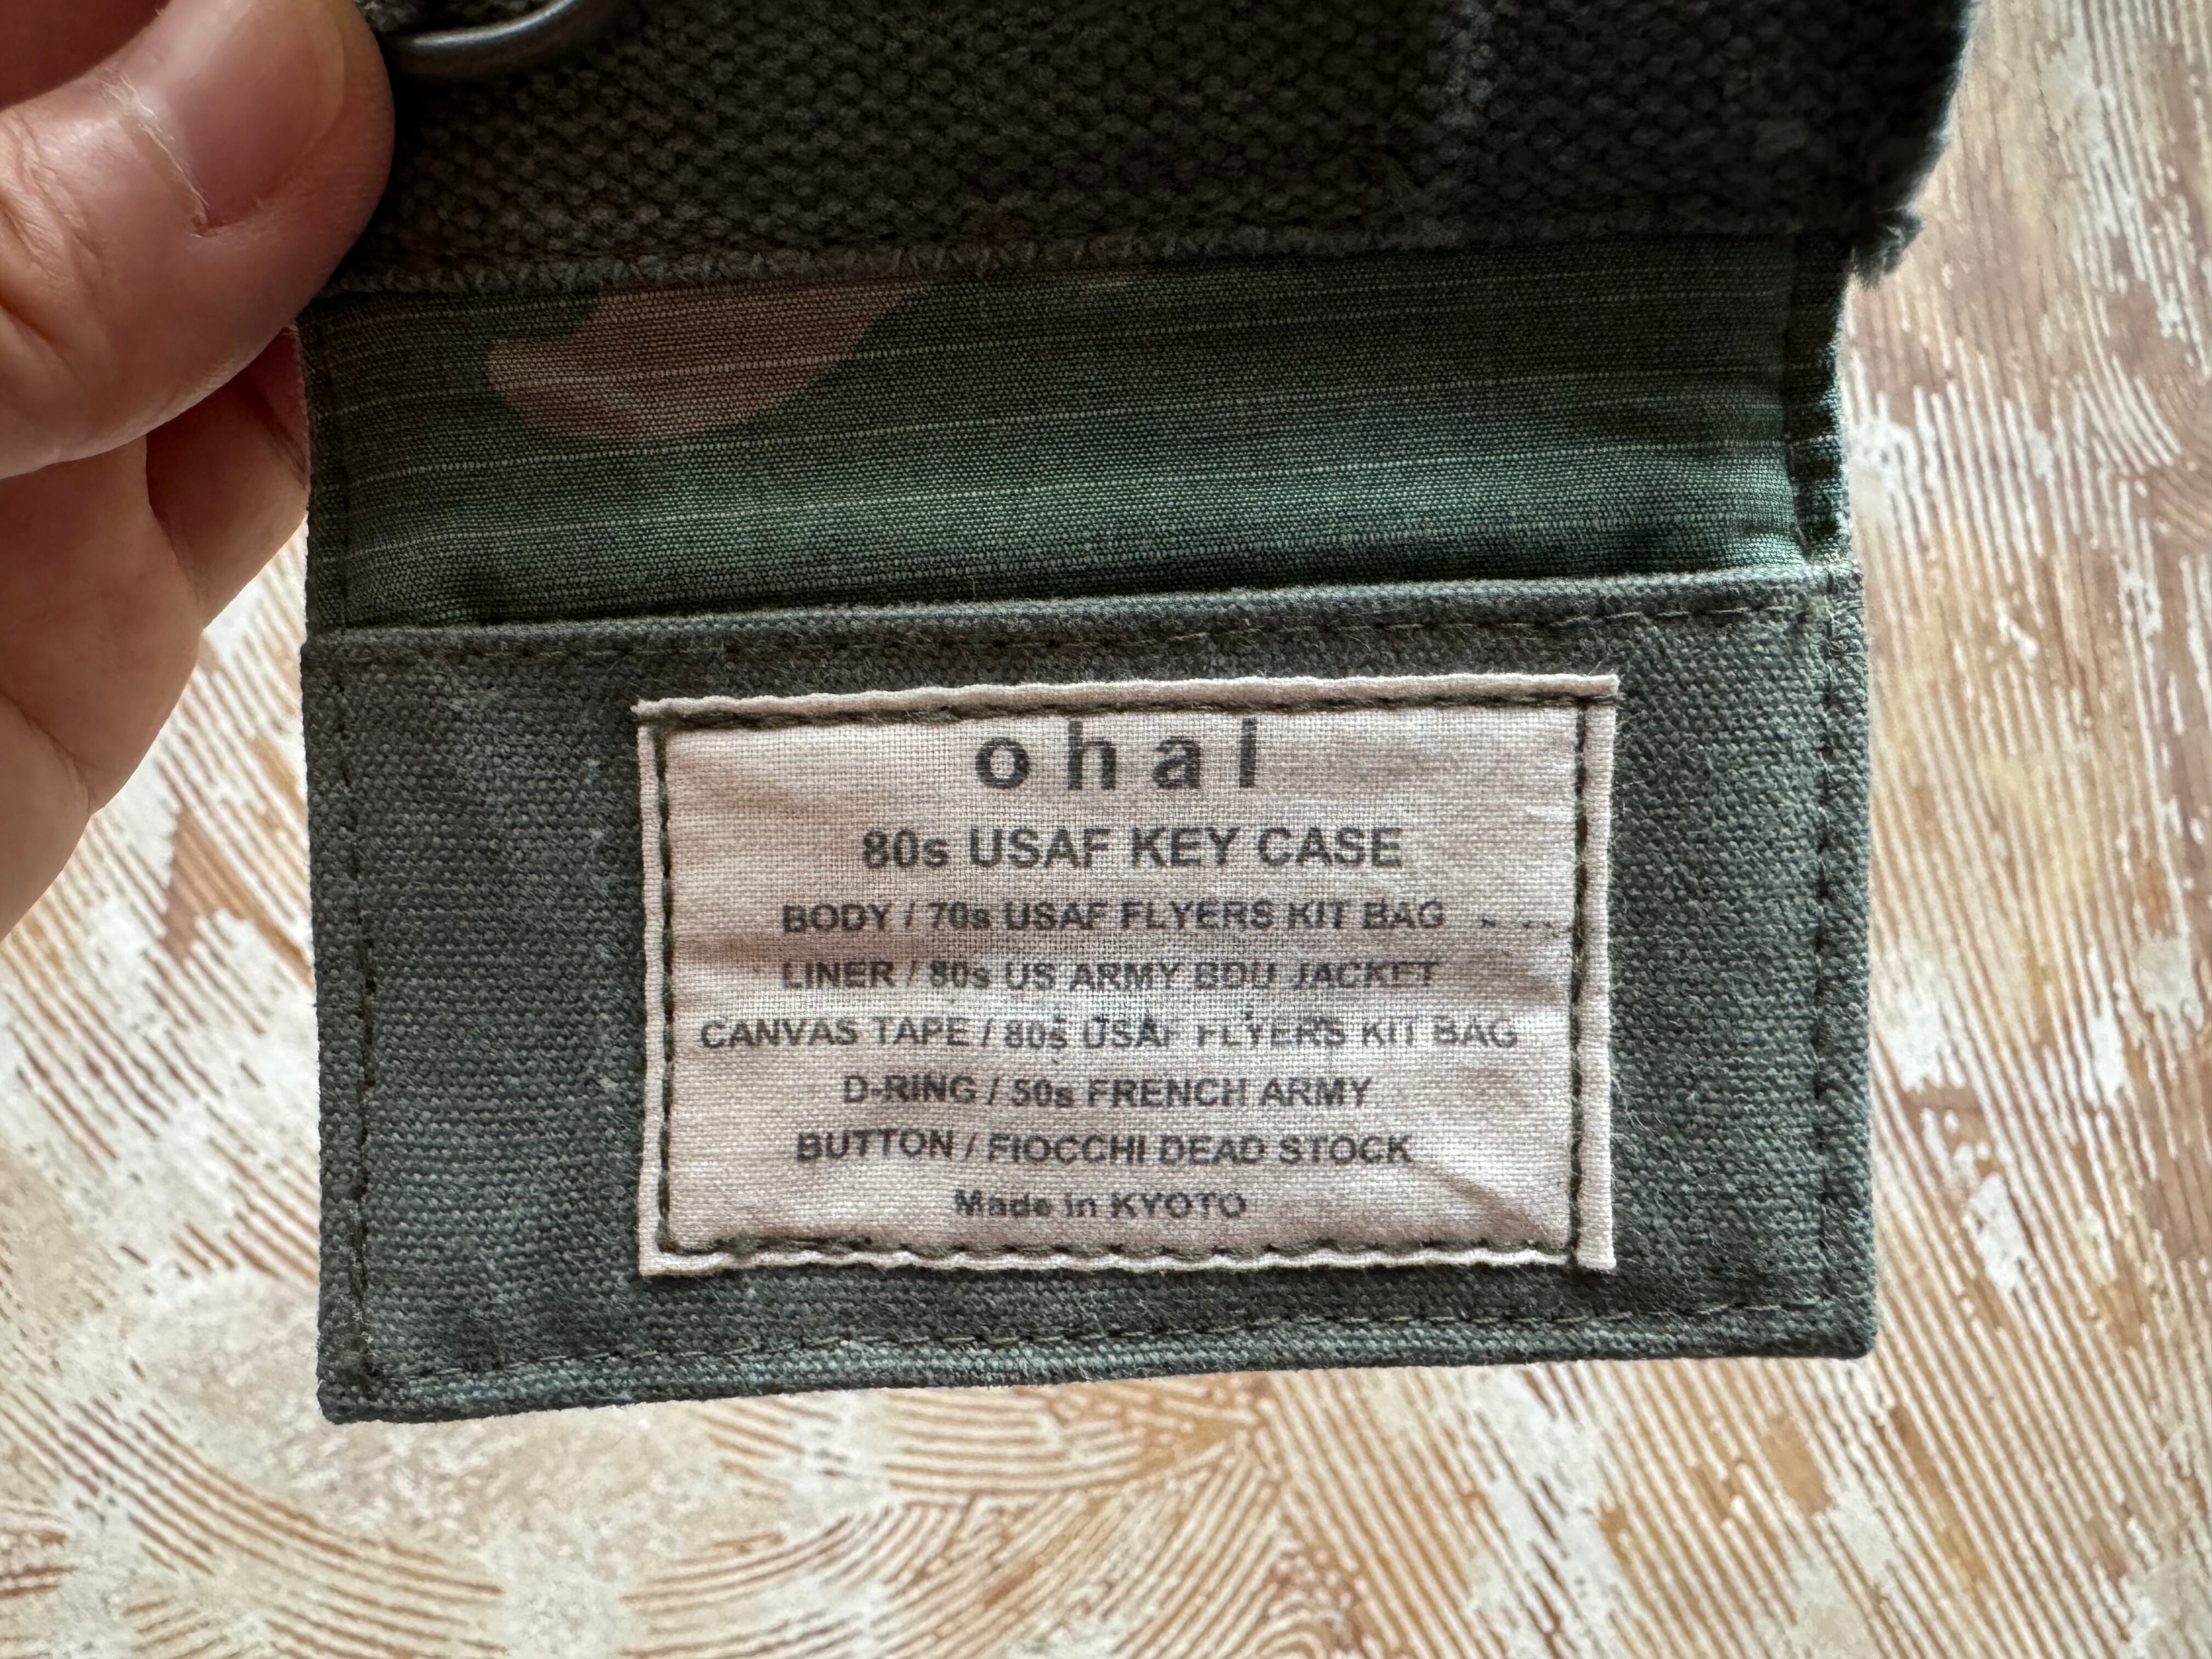 ohal
80s USAF KEY CASE
BODY / 70s USAF FLYERS KIT BAG
LINER / 80s US ARMY BDU JACKET
CANVAS TAPE / 80s USAF FLYERS KIT BAG
D-RING / 50s FRENCH ARMY
BUTTON / FIOCCHI DEAD STOCK
Made in KYOTO